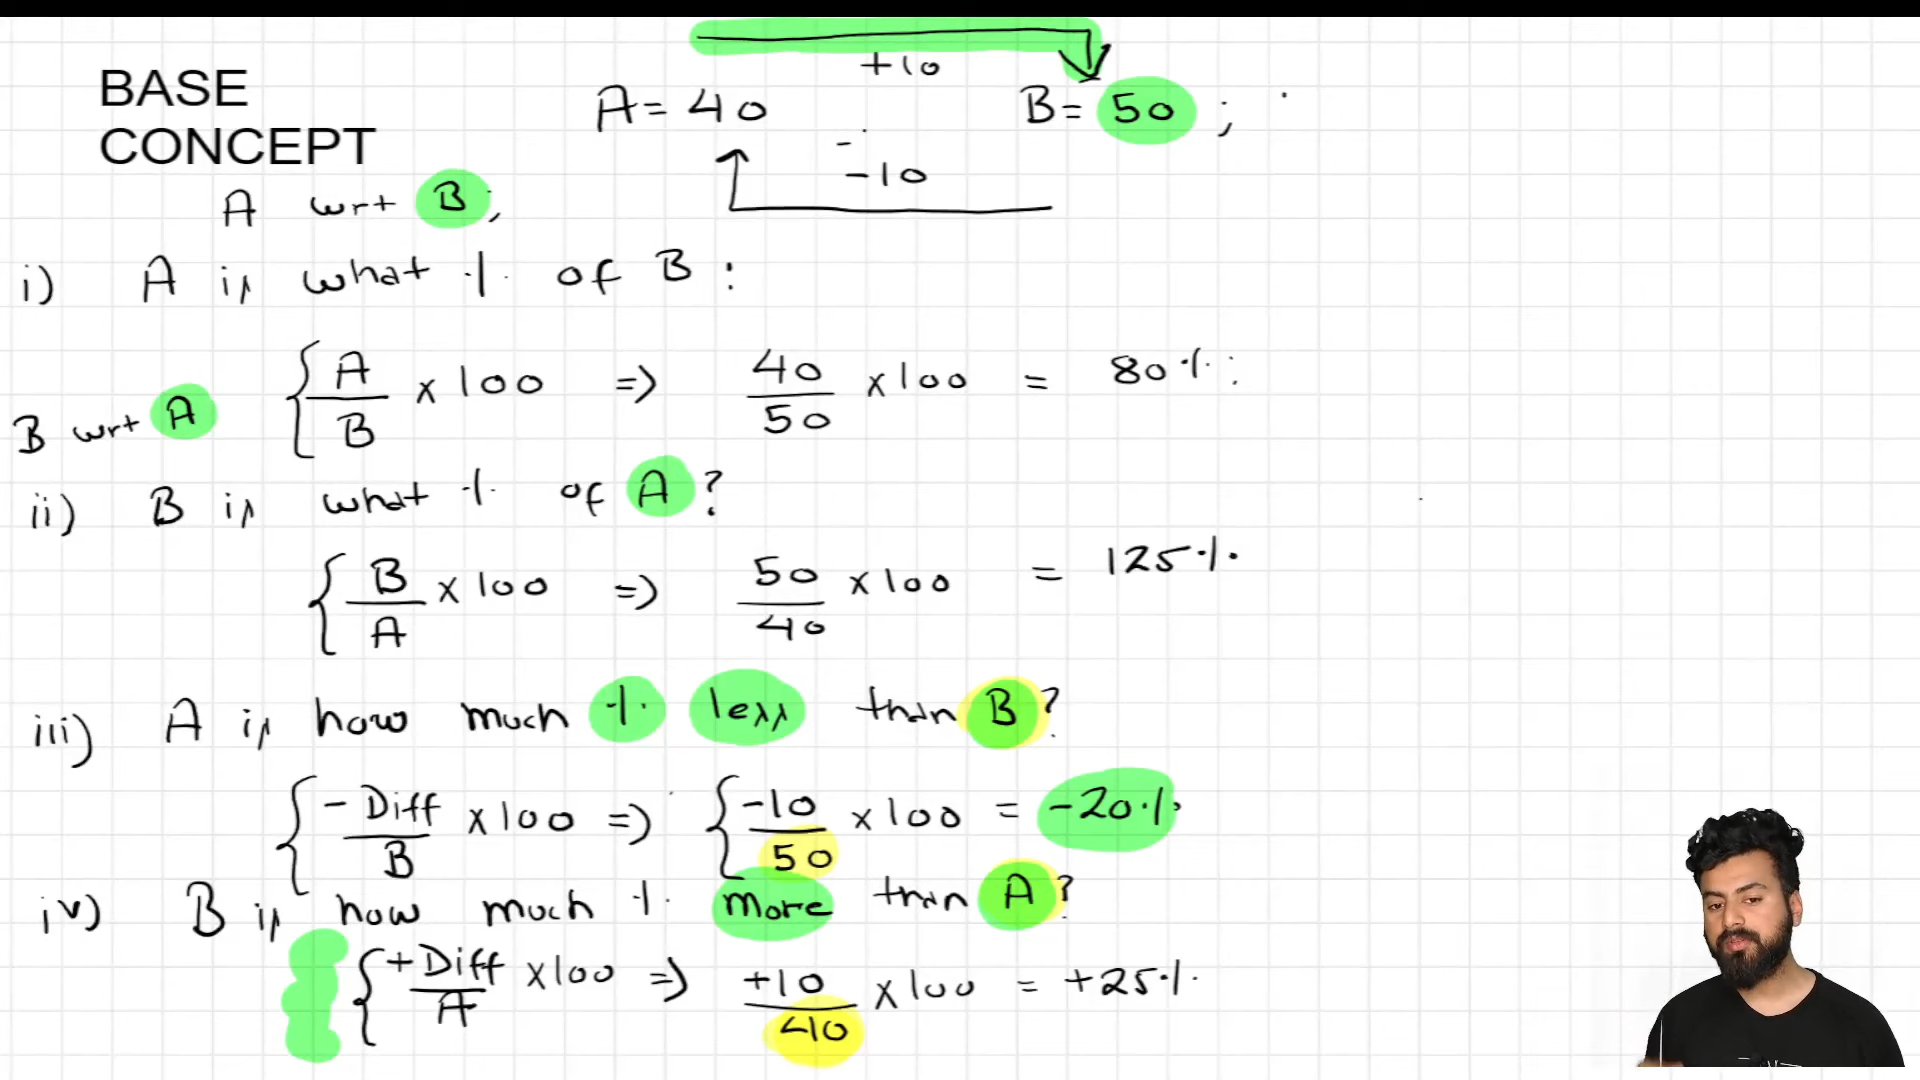 BASE
CONCEPT
+10
A = 40 B = 50 ;
-10
A wrt B;
i) A is what % of B :
A/B x 100 => 40/50 x 100 = 80%
B wrt A
ii) B is what % of A ?
B/A x 100 => 50/40 x 100 = 125%
iii) A is how much % less than B ?
-Diff/B x 100 => -10/50 x 100 = -20%
iv) B is how much % more than A ?
+Diff/A x 100 => +10/40 x 100 = +25%